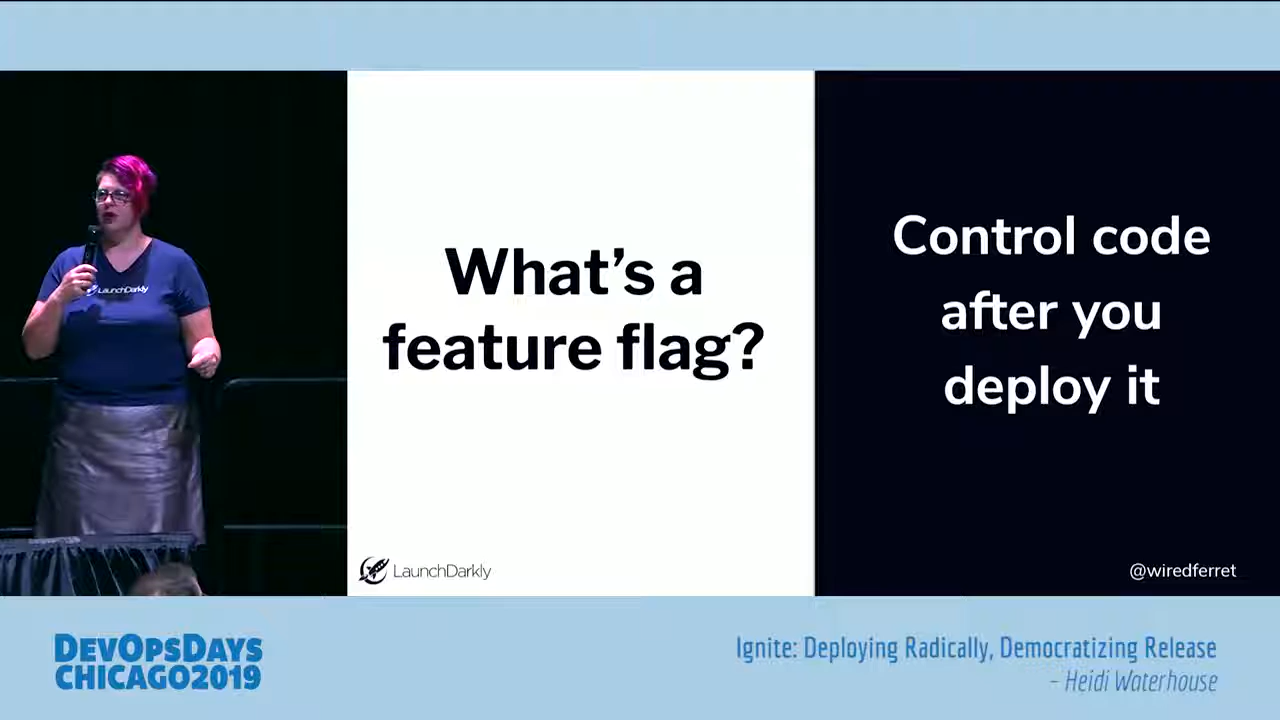 LaunchDarkly
What's a
feature flag?
LaunchDarkly
Control code
after you
deploy it
@wiredferret
DEVOPSDAYS
CHICAGO2019
Ignite: Deploying Radically, Democratizing Release
- Heidi Waterhouse